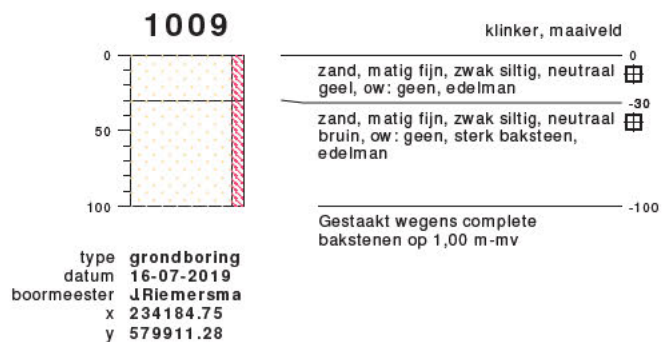 1009
klinker, maaiveld
0
0
zand, matig fijn, zwak siltig, neutraal
geel, ow: geen, edelman
-30
zand, matig fijn, zwak siltig, neutraal
bruin, ow: geen, sterk baksteen,
edelman
50
100
-100
Gestaakt wegens complete
bakstenen op 1,00 m-mv
type grondboring
datum 16-07-2019
boormeester J.Riemersma
x 234184.75
y 579911.28